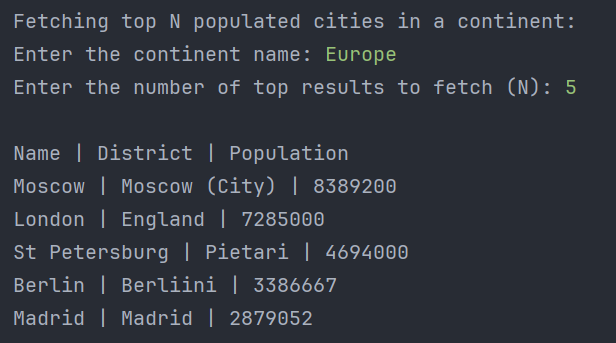 Fetching top N populated cities in a continent:
Enter the continent name: Europe
Enter the number of top results to fetch (N): 5
Name | District | Population
Moscow | Moscow (City) | 8389200
London | England | 7285000
St Petersburg | Pietari | 4694000
Berlin | Berliini | 3386667
Madrid | Madrid | 2879052